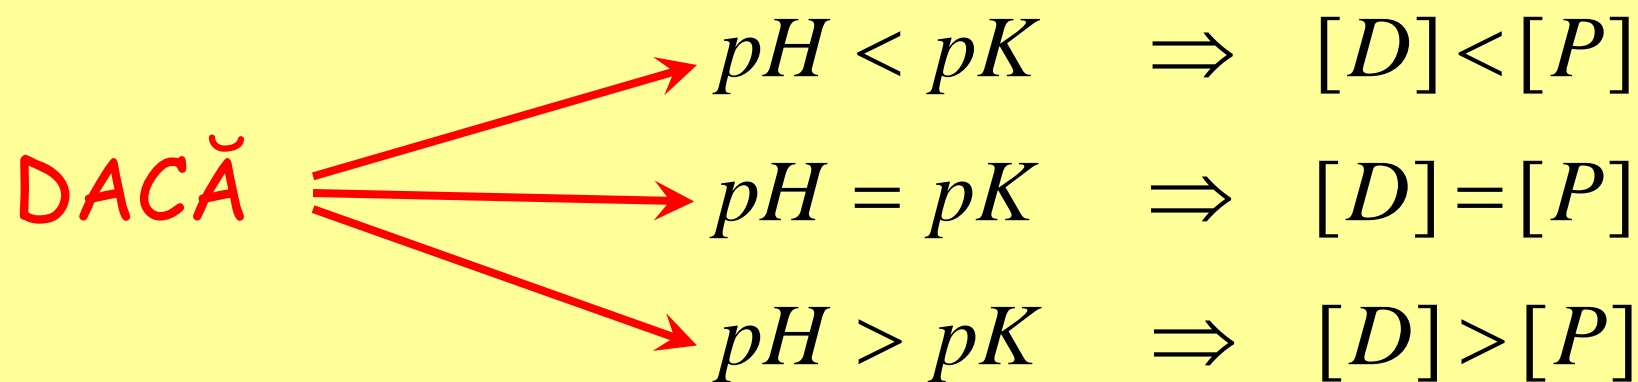 pH < pK ⇒ [D] < [P]
DACĂ pH = pK ⇒ [D] = [P]
pH > pK ⇒ [D] > [P]